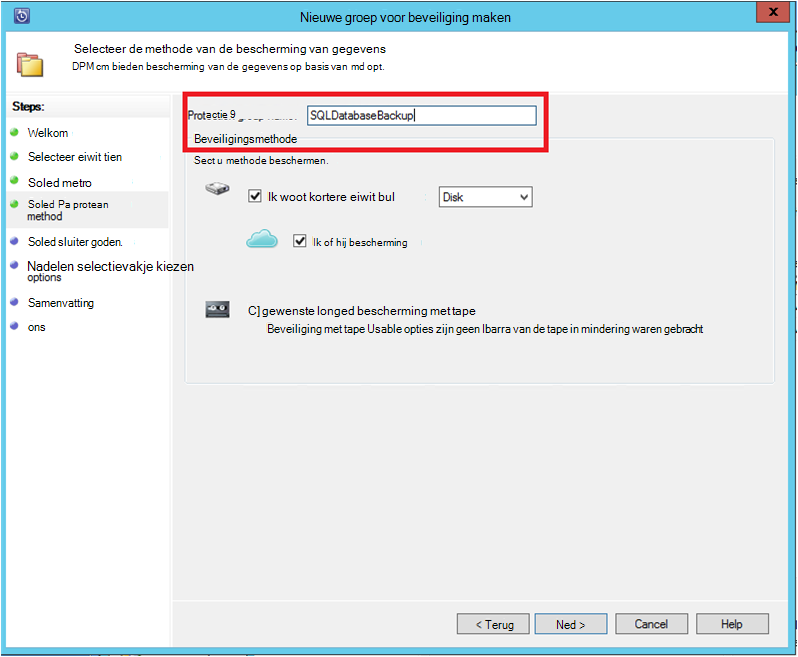 Nieuwe groep voor beveiliging maken
x
Selecteer de methode van de bescherming van gegevens
DPM cm bieden bescherming van de gegevens op basis van md opt.
Steps:
Welkom
Selecteer eiwit tien
Soled metro
Soled Pa protean
method
Soled sluiter goden.
Nadelen selectievakje kiezen
options
Samenvatting
ons
Protactie 9
SQLDatabaseBackup
Beveiligingsmethode
Sect u methode beschermen.
Ik woot kortere eiwit bul
Disk
Ik of hij bescherming
C] gewenste longed bescherming met tape
Beveiliging met tape Usable opties zijn geen Ibarra van de tape in mindering waren gebracht
< Terug
Ned >
Cancel
Help